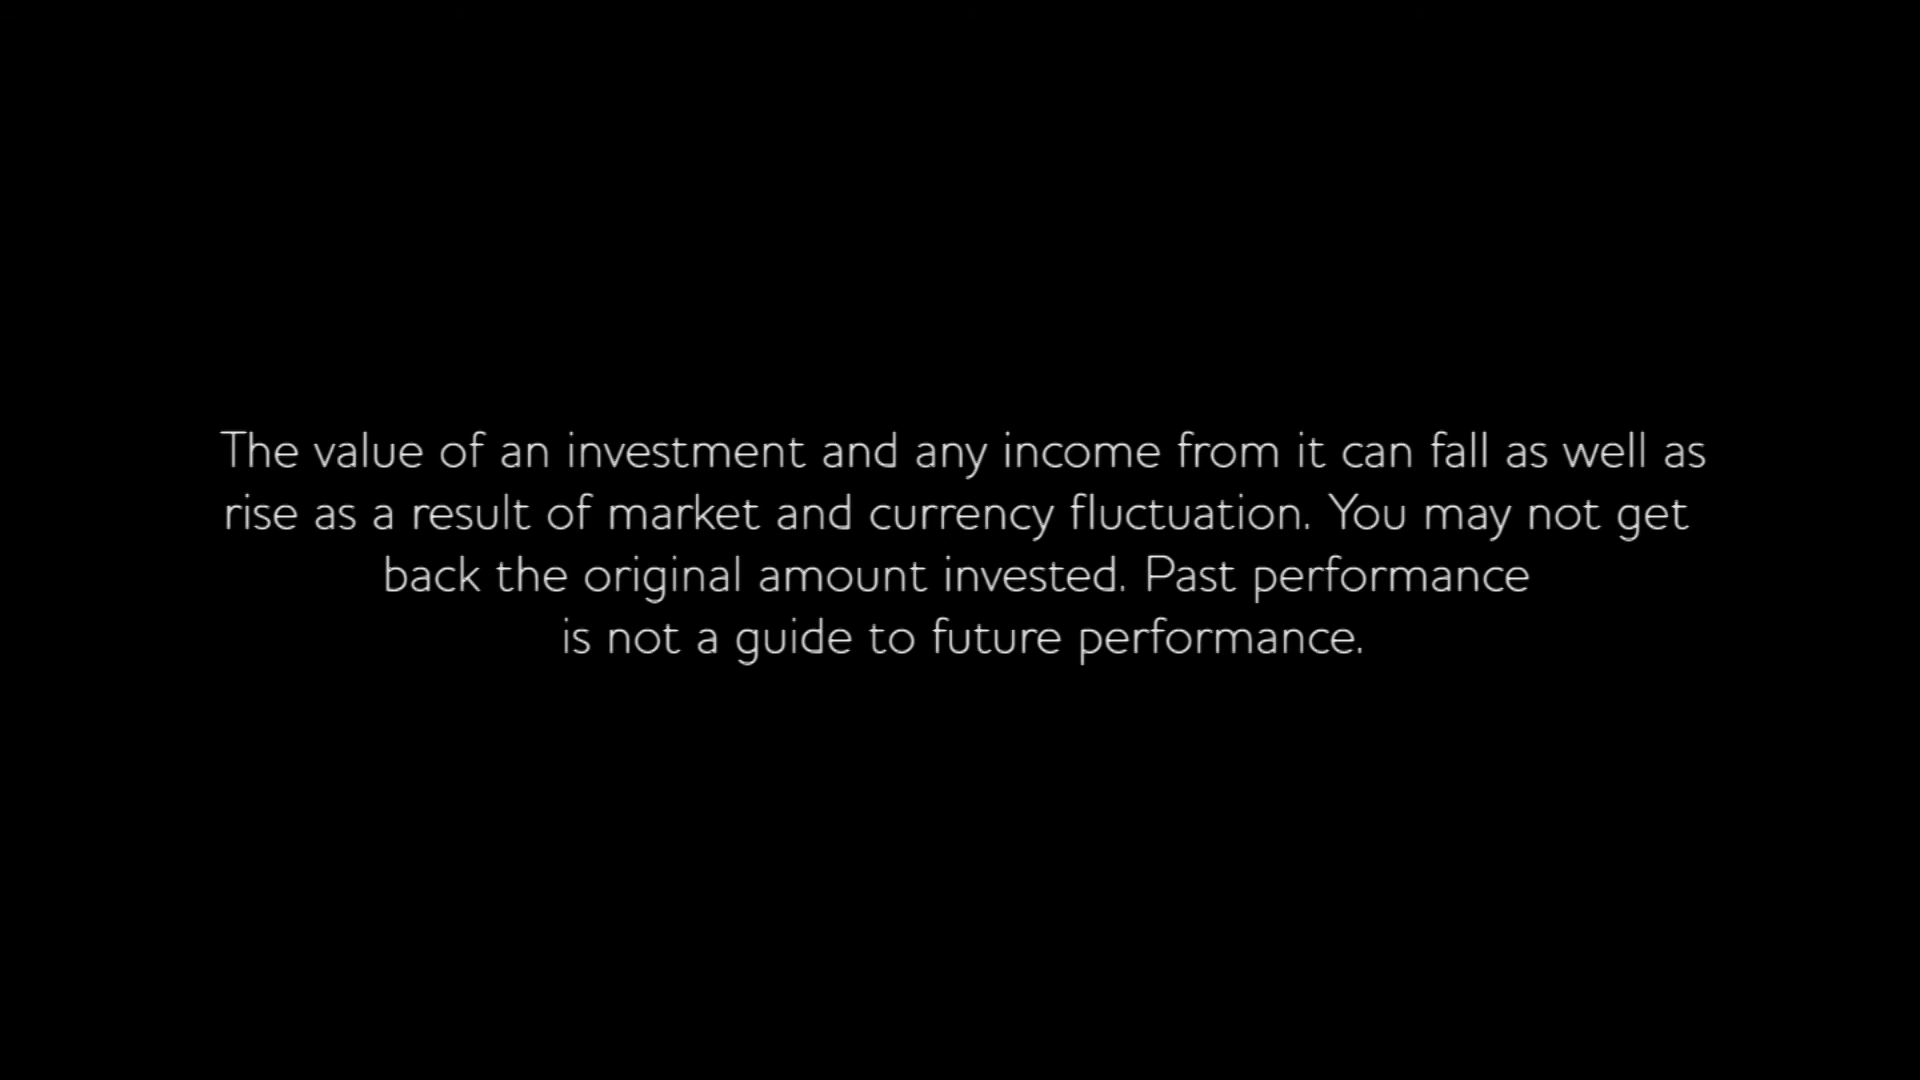 The value of an investment and any income from it can fall as well as
rise as a result of market and currency fluctuation. You may not get
back the original amount invested. Past performance
is not a guide to future performance.